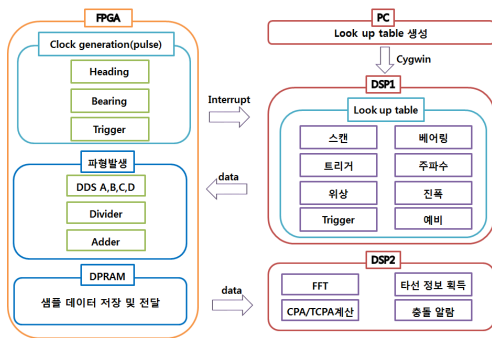 FPGA
Clock generation(pulse)
Heading
Bearing
Trigger
파형발생
DDS A,B,C,D
Divider
Adder
DPRAM
샘플 데이터 저장 및 전달
Interrupt
data
data
PC
Look up table 생성
Cygwin
DSP1
Look up table
스캔
베어링
트리거
주파수
위상
진폭
Trigger
예비
DSP2
FFT
타선 정보 획득
CPA/TCPA계산
충돌 알람